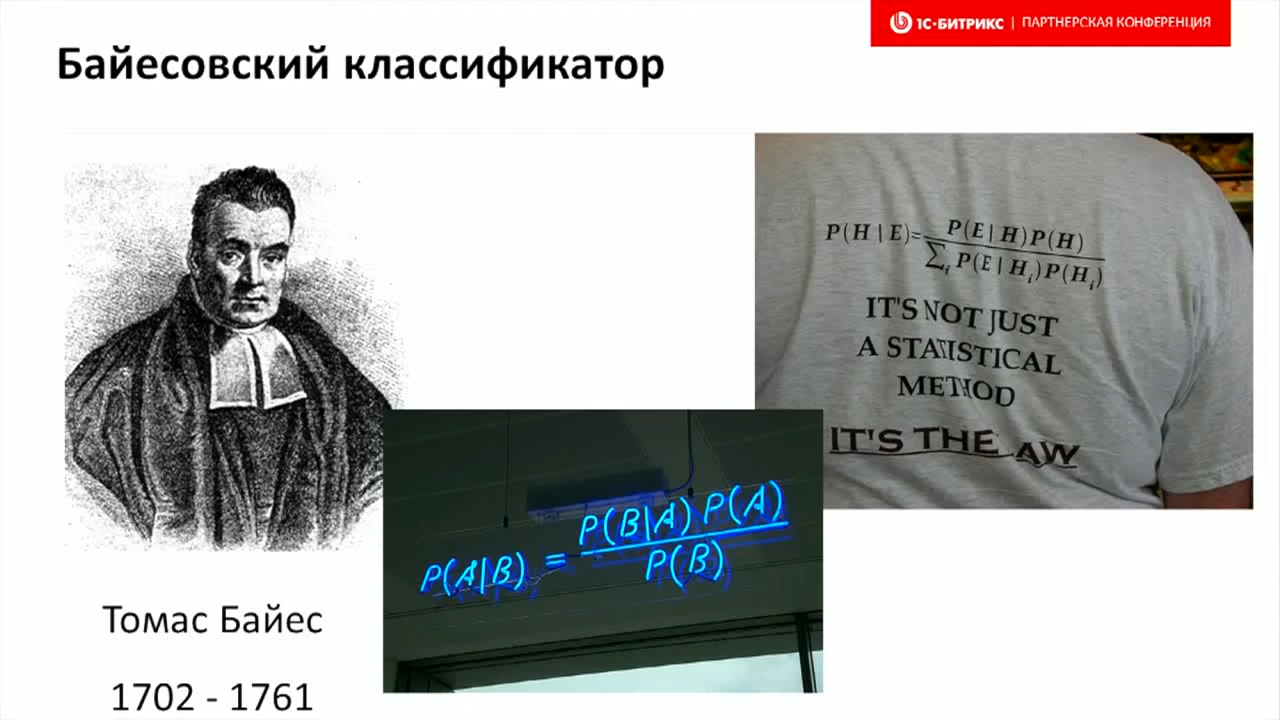 1С-БИТРИКС | ПАРТНЕРСКАЯ КОНФЕРЕНЦИЯ
Байесовский классификатор
P(H | E)= P(E | H)P(H)
∑i P(E | Hi)P(Hi)
IT'S NOT JUST
A STATISTICAL
METHOD
IT'S THE LAW
P(A|B) = P(B|A) P(A)
P(B)
Томас Байес
1702 - 1761